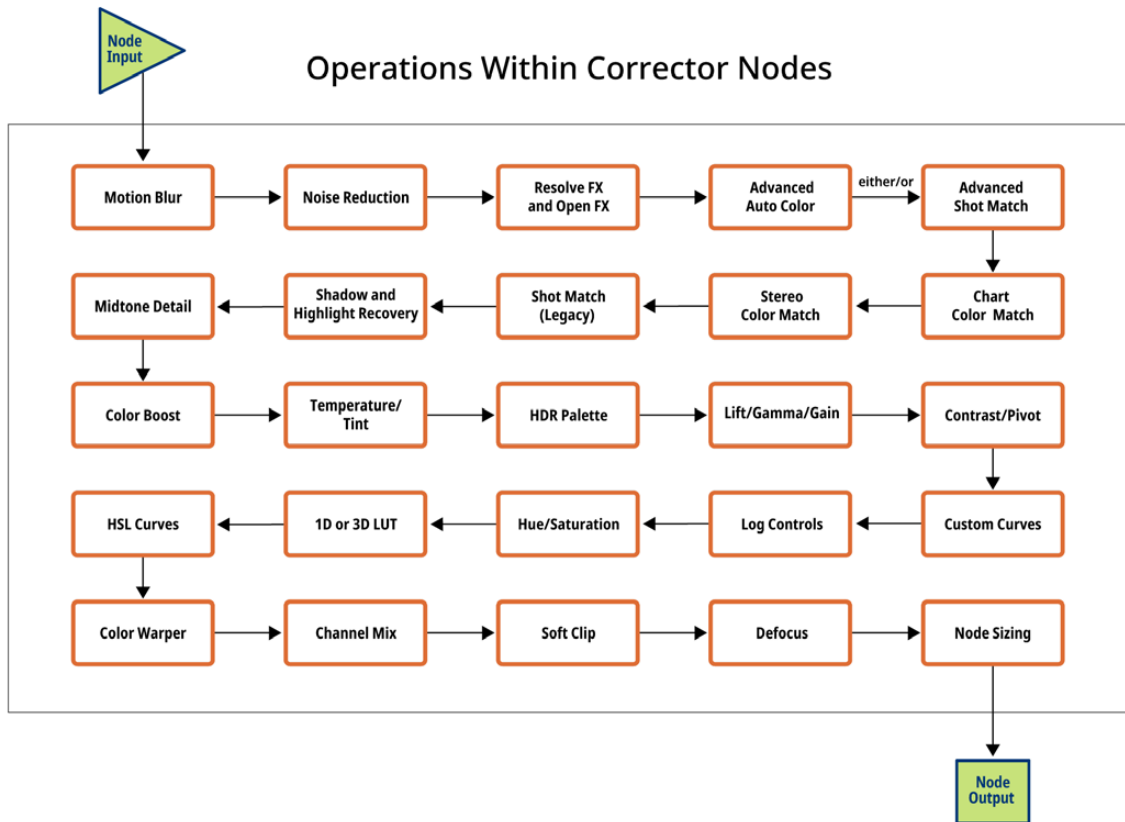 Node
Input
Operations Within Corrector Nodes
Motion Blur
Noise Reduction
Resolve FX
and Open FX
Advanced
Auto Color
either/or
Advanced
Shot Match
Midtone Detail
Shadow and
Highlight Recovery
Shot Match
(Legacy)
Stereo
Color Match
Chart
Color Match
Color Boost
Temperature/
Tint
HDR Palette
Lift/Gamma/Gain
Contrast/Pivot
HSL Curves
1D or 3D LUT
Hue/Saturation
Log Controls
Custom Curves
Color Warper
Channel Mix
Soft Clip
Defocus
Node Sizing
Node
Output